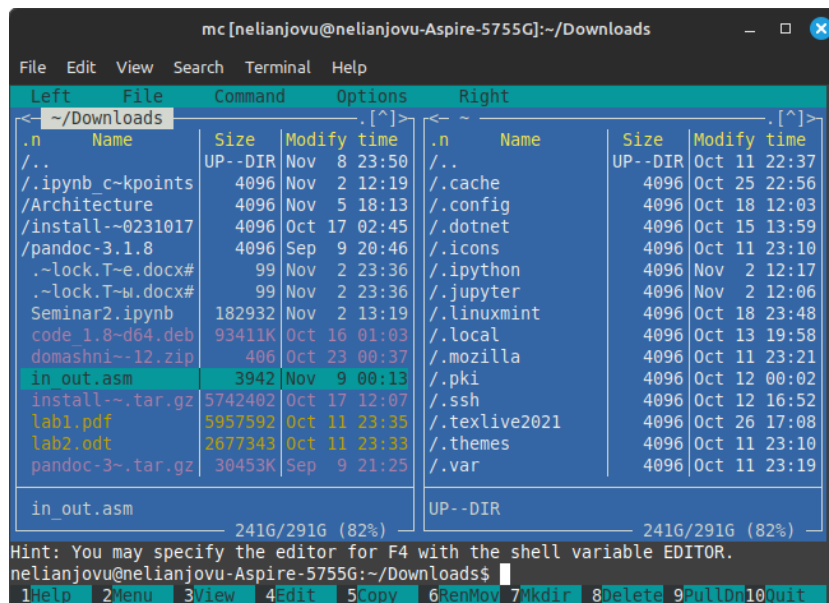 mc [nelianjovu@nelianjovu-Aspire-5755G]:~/Downloads
File Edit View Search Terminal Help
Left File Command Options Right
<— ~/Downloads .[^]> <— ~ .[^]>
.n Name Size Modify time .n Name Size Modify time
/.. UP--DIR Nov 8 23:50 /.. UP--DIR Oct 11 22:37
/.ipynb_c~kpoints 4096 Nov 2 12:19 /.cache 4096 Oct 25 22:56
/Architecture 4096 Nov 5 18:13 /.config 4096 Oct 18 12:03
/install-~0231017 4096 Oct 17 02:45 /.dotnet 4096 Oct 15 13:59
/pandoc-3.1.8 4096 Sep 9 20:46 /.icons 4096 Oct 11 23:10
.~lock.T~e.docx# 99 Nov 2 23:36 /.ipython 4096 Nov 2 12:17
.~lock.T~ы.docx# 99 Nov 2 23:36 /.jupyter 4096 Nov 2 12:06
Seminar2.ipynb 182932 Nov 2 13:19 /.linuxmint 4096 Oct 18 23:48
code_1.8~d64.deb 93411K Oct 16 01:03 /.local 4096 Oct 13 19:58
domashni~-12.zip 406 Oct 23 00:37 /.mozilla 4096 Oct 11 23:21
in_out.asm 3942 Nov 9 00:13 /.pki 4096 Oct 12 00:02
install-~.tar.gz 5742402 Oct 17 12:07 /.ssh 4096 Oct 12 16:52
lab1.pdf 5957592 Oct 11 23:35 /.texlive2021 4096 Oct 26 17:08
lab2.odt 2677343 Oct 11 23:33 /.themes 4096 Oct 11 23:10
pandoc-3~.tar.gz 30453K Sep 9 21:25 /.var 4096 Oct 11 23:19
in_out.asm UP--DIR
241G/291G (82%) 241G/291G (82%)
Hint: You may specify the editor for F4 with the shell variable EDITOR.
nelianjovu@nelianjovu-Aspire-5755G:~/Downloads$
1Help 2Menu 3View 4Edit 5Copy 6RenMov 7Mkdir 8Delete 9PullDn 10Quit